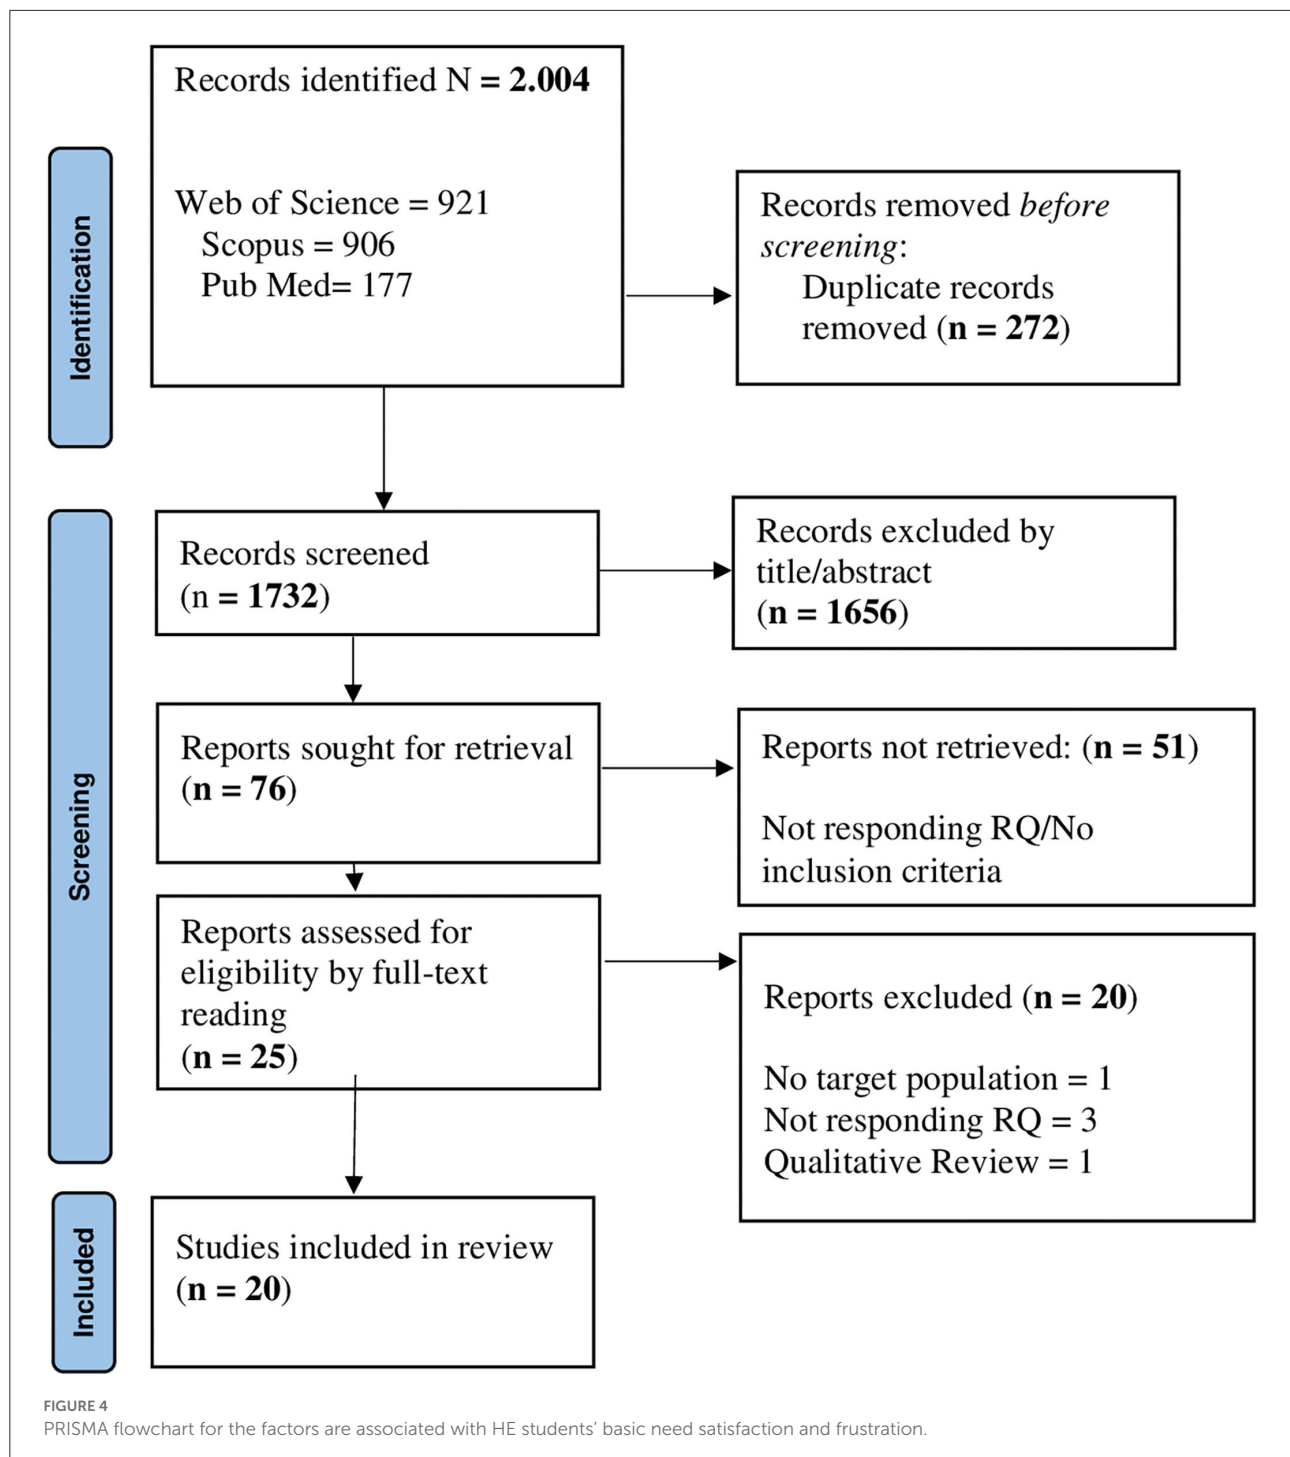 Identification
Records identified N = 2.004
Web of Science = 921
Scopus = 906
Pub Med= 177
Records removed before
screening:
Duplicate records
removed (n = 272)
Screening
Records screened
(n = 1732)
Records excluded by
title/abstract
(n = 1656)
Reports sought for retrieval
(n = 76)
Reports not retrieved: (n = 51)
Not responding RQ/No
inclusion criteria
Reports assessed for
eligibility by full-text
reading
(n = 25)
Reports excluded (n = 20)
No target population = 1
Not responding RQ = 3
Qualitative Review = 1
Included
Studies included in review
(n = 20)
FIGURE 4
PRISMA flowchart for the factors are associated with HE students' basic need satisfaction and frustration.